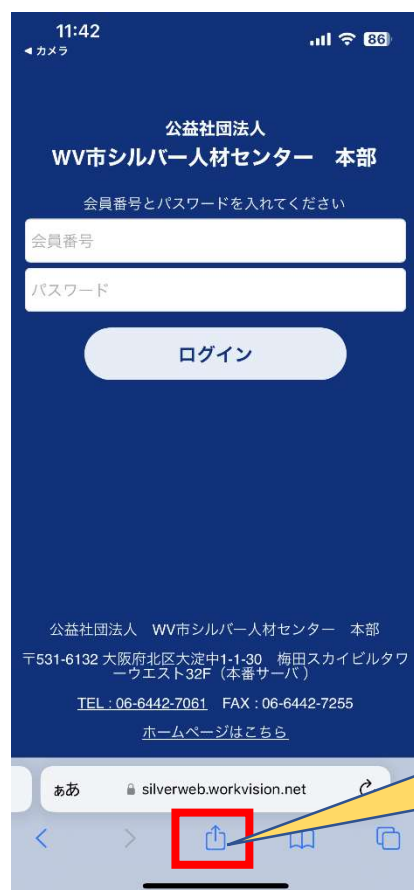 11:42
86
◀ カメラ
公益社団法人
WV市シルバー人材センター　本部
会員番号とパスワードを入れてください
会員番号
パスワード
ログイン
公益社団法人　WV市シルバー人材センター　本部
〒531-6132 大阪府北区大淀中1-1-30　梅田スカイビルタワ
ーウエスト32F（本番サーバ）
TEL : 06-6442-7061　FAX : 06-6442-7255
ホームページはこちら
ぁあ　silverweb.workvision.net